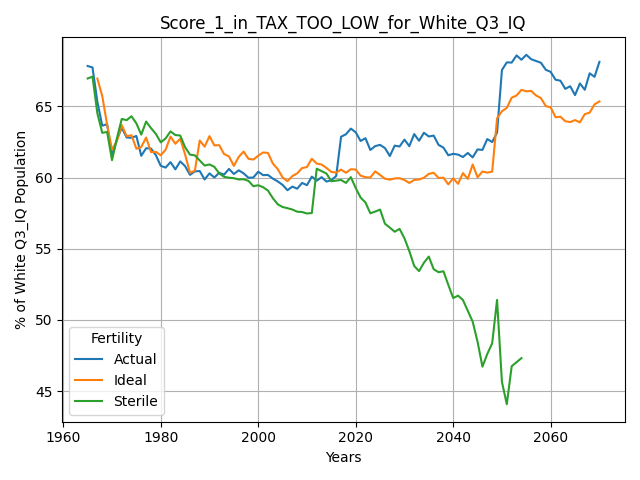 Score_1_in_TAX_TOO_LOW_for_White_Q3_IQ
% of White Q3_IQ Population
65
60
55
50
45
Fertility
Actual
Ideal
Sterile
1960
1980
2000
2020
2040
2060
Years